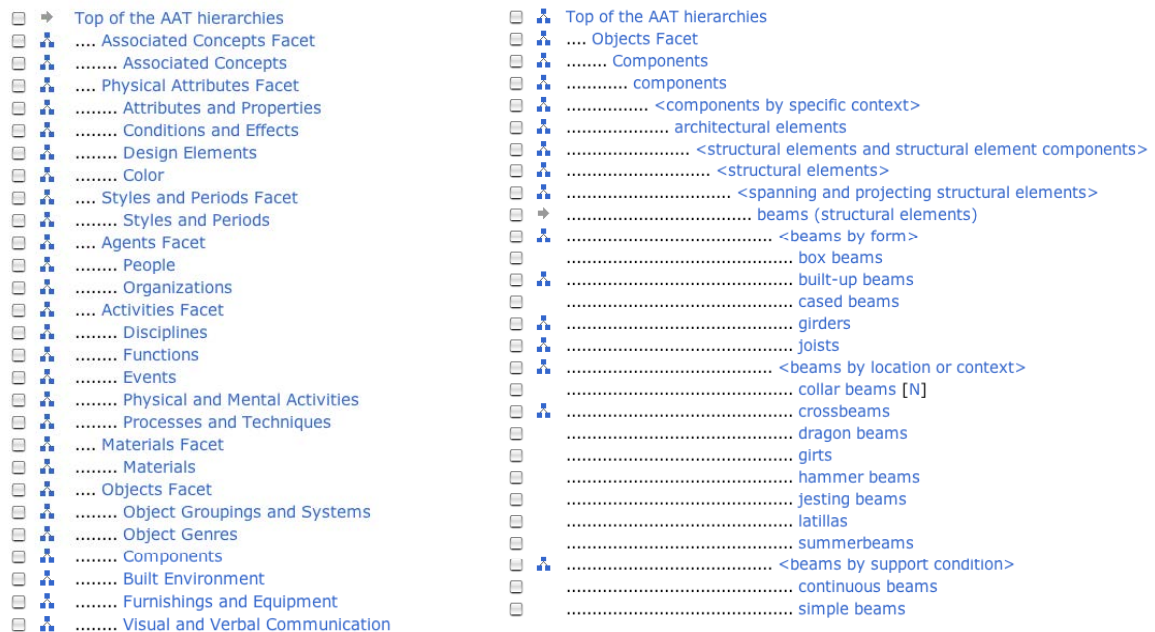 Top of the AAT hierarchies
.... Associated Concepts Facet
........ Associated Concepts
.... Physical Attributes Facet
........ Attributes and Properties
........ Conditions and Effects
........ Design Elements
........ Color
.... Styles and Periods Facet
........ Styles and Periods
.... Agents Facet
........ People
........ Organizations
.... Activities Facet
........ Disciplines
........ Functions
........ Events
........ Physical and Mental Activities
........ Processes and Techniques
.... Materials Facet
........ Materials
.... Objects Facet
........ Object Groupings and Systems
........ Object Genres
........ Components
........ Built Environment
........ Furnishings and Equipment
........ Visual and Verbal Communication
Top of the AAT hierarchies
.... Objects Facet
........ Components
............ components
................ <components by specific context>
.................... architectural elements
........................ <structural elements and structural element components>
............................ <structural elements>
................................ <spanning and projecting structural elements>
.................................... beams (structural elements)
........................................ <beams by form>
............................................ box beams
............................................ built-up beams
............................................ cased beams
............................................ girders
............................................ joists
........................................ <beams by location or context>
............................................ collar beams [N]
............................................ crossbeams
............................................ dragon beams
............................................ girts
............................................ hammer beams
............................................ jesting beams
............................................ latillas
............................................ summerbeams
........................................ <beams by support condition>
............................................ continuous beams
............................................ simple beams